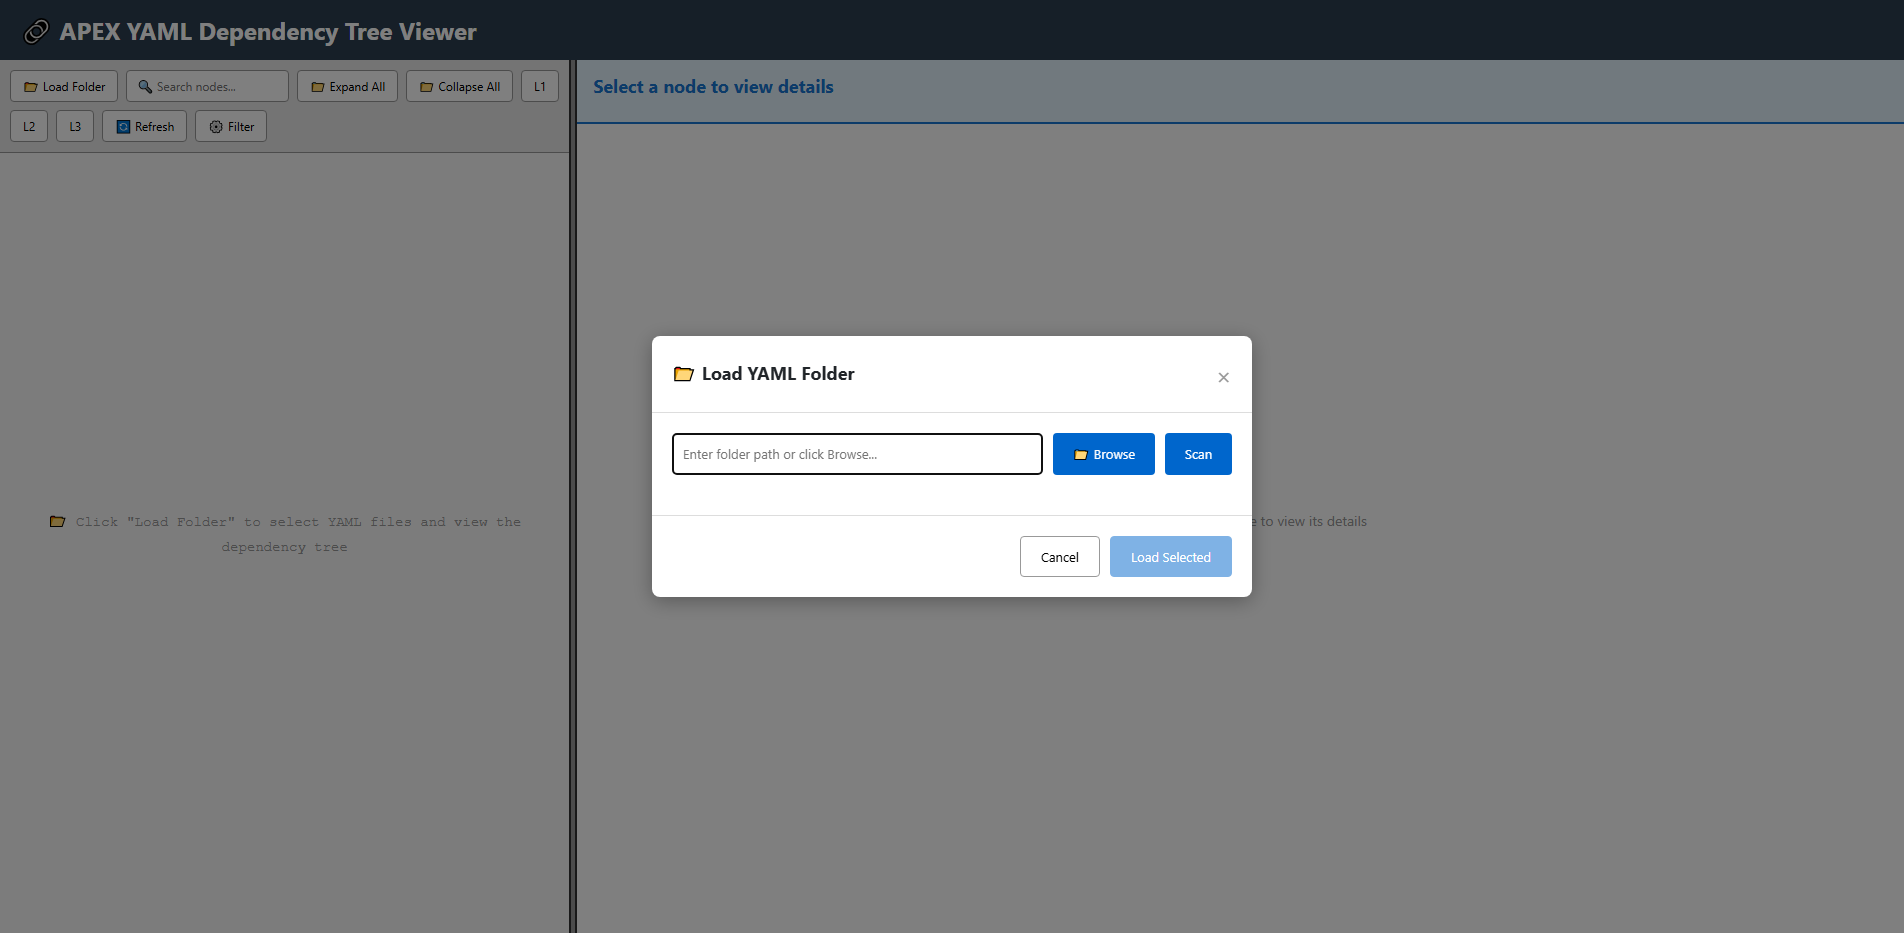 APEX YAML Dependency Tree Viewer
Load Folder
Search nodes...
Expand All
Collapse All
L1
L2
L3
Refresh
Filter
Click "Load Folder" to select YAML files and view the
dependency tree
Select a node to view details
to view its details
Load YAML Folder
×
Enter folder path or click Browse...
Browse
Scan
Cancel
Load Selected